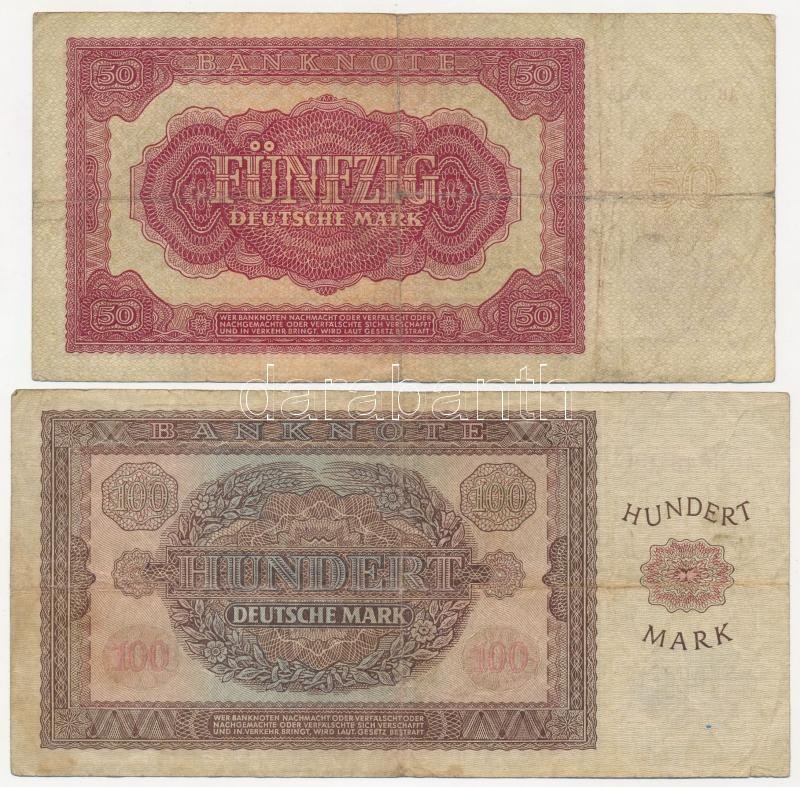 50 BANKNOTE 50
FÜNFZIG
DEUTSCHE MARK
50
50 50
WER BANKNOTEN NACHMACHT ODER VERFÄLSCHT ODER
NACHGEMACHTE ODER VERFÄLSCHTE SICH VERSCHAFFT
UND IN VERKEHR BRINGT, WIRD LAUT GESETZ BESTRAFT
darabanth
BANKNOTE
100 100
HUNDERT
DEUTSCHE MARK
100 100
WER BANKNOTEN NACHMACHT ODER VERFÄLSCHT ODER
NACHGEMACHTE ODER VERFÄLSCHTE SICH VERSCHAFFT
UND IN VERKEHR BRINGT, WIRD LAUT GESETZ BESTRAFT
HUNDERT
MARK